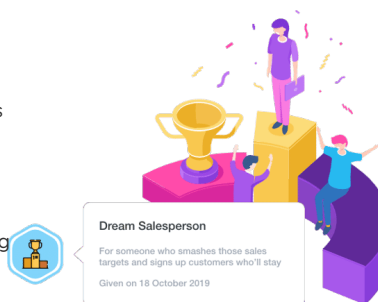 s
g
Dream Salesperson
For someone who smashes those sales
targets and signs up customers who'll stay
Given on 18 October 2019